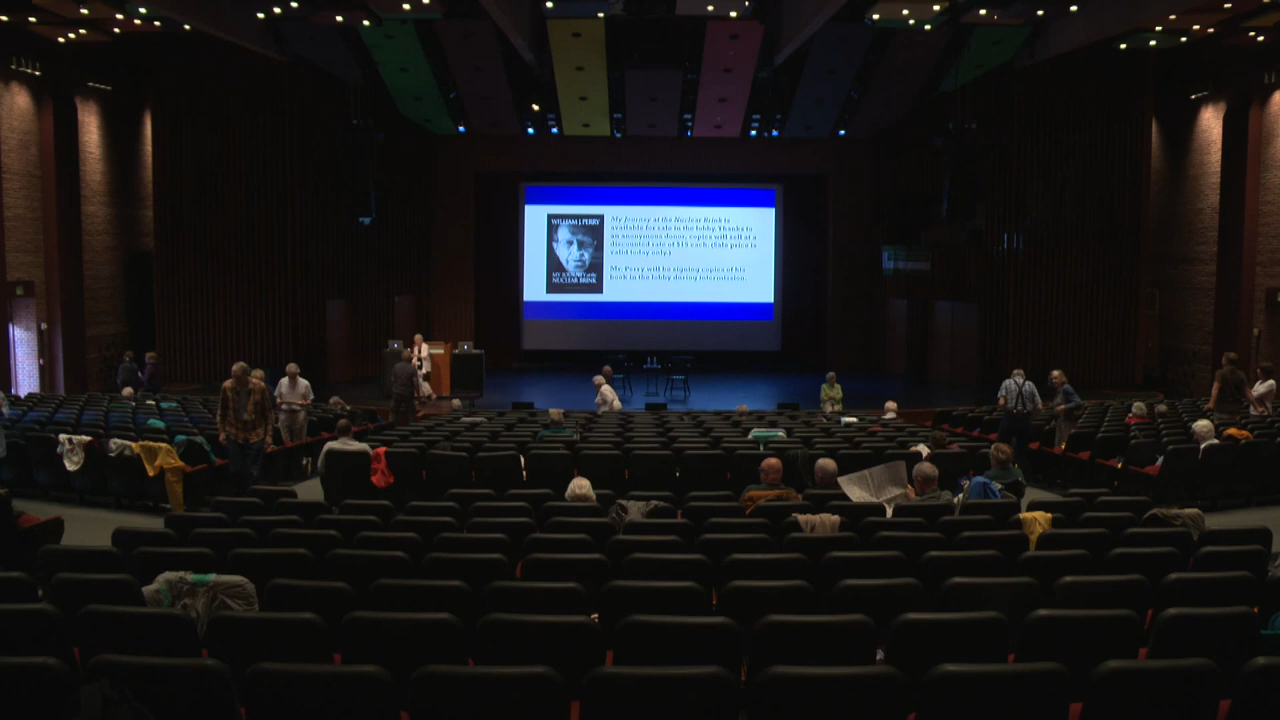 WILLIAM J. PERRY
MY JOURNEY at the
NUCLEAR BRINK
My Journey at the Nuclear Brink is
available for sale in the lobby. Thanks to
an anonymous donor, copies will sell at a
discounted rate of $15 each. (Sale price is
valid today only.)
Mr. Perry will be signing copies of his
book in the lobby during intermission.